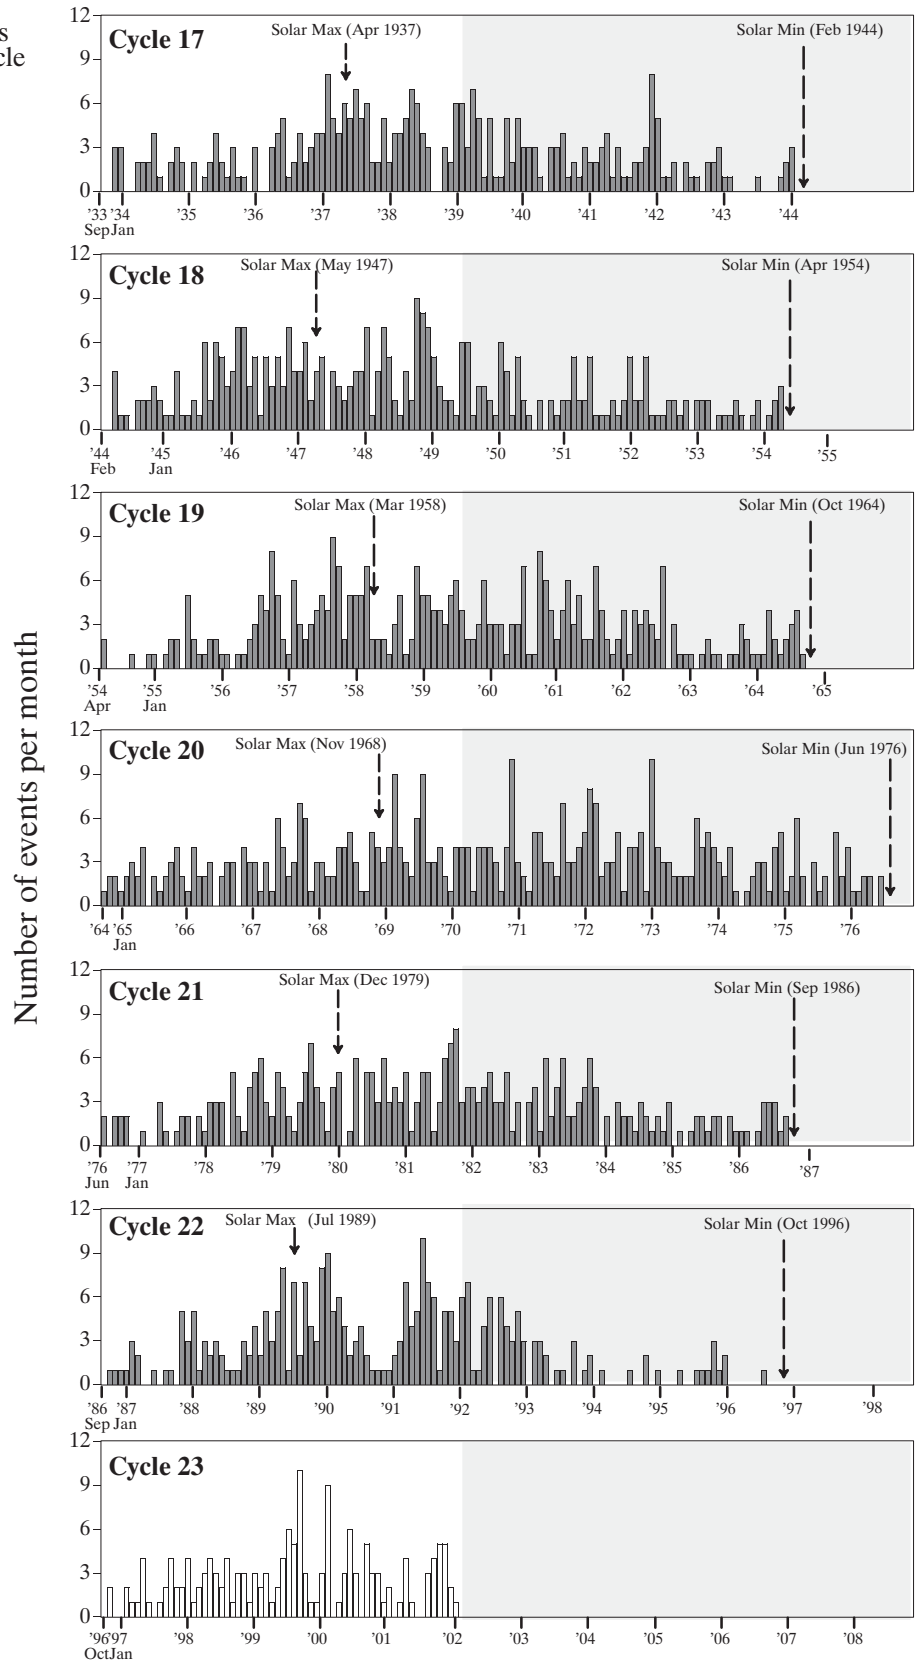 s
cle
Number of events per month
12
9
6
3
0
Cycle 17
Solar Max (Apr 1937)
Solar Min (Feb 1944)
'33 '34 '35 '36 '37 '38 '39 '40 '41 '42 '43 '44
Sep Jan
12
9
6
3
0
Cycle 18
Solar Max (May 1947)
Solar Min (Apr 1954)
'44 '45 '46 '47 '48 '49 '50 '51 '52 '53 '54 '55
Feb Jan
12
9
6
3
0
Cycle 19
Solar Max (Mar 1958)
Solar Min (Oct 1964)
'54 '55 '56 '57 '58 '59 '60 '61 '62 '63 '64 '65
Apr Jan
12
9
6
3
0
Cycle 20
Solar Max (Nov 1968)
Solar Min (Jun 1976)
'64 '65 '66 '67 '68 '69 '70 '71 '72 '73 '74 '75 '76
Jan
12
9
6
3
0
Cycle 21
Solar Max (Dec 1979)
Solar Min (Sep 1986)
'76 '77 '78 '79 '80 '81 '82 '83 '84 '85 '86 '87
Jun Jan
12
9
6
3
0
Cycle 22
Solar Max (Jul 1989)
Solar Min (Oct 1996)
'86 '87 '88 '89 '90 '91 '92 '93 '94 '95 '96 '97 '98
Sep Jan
12
9
6
3
0
Cycle 23
'96 '97 '98 '99 '00 '01 '02 '03 '04 '05 '06 '07 '08
Oct Jan